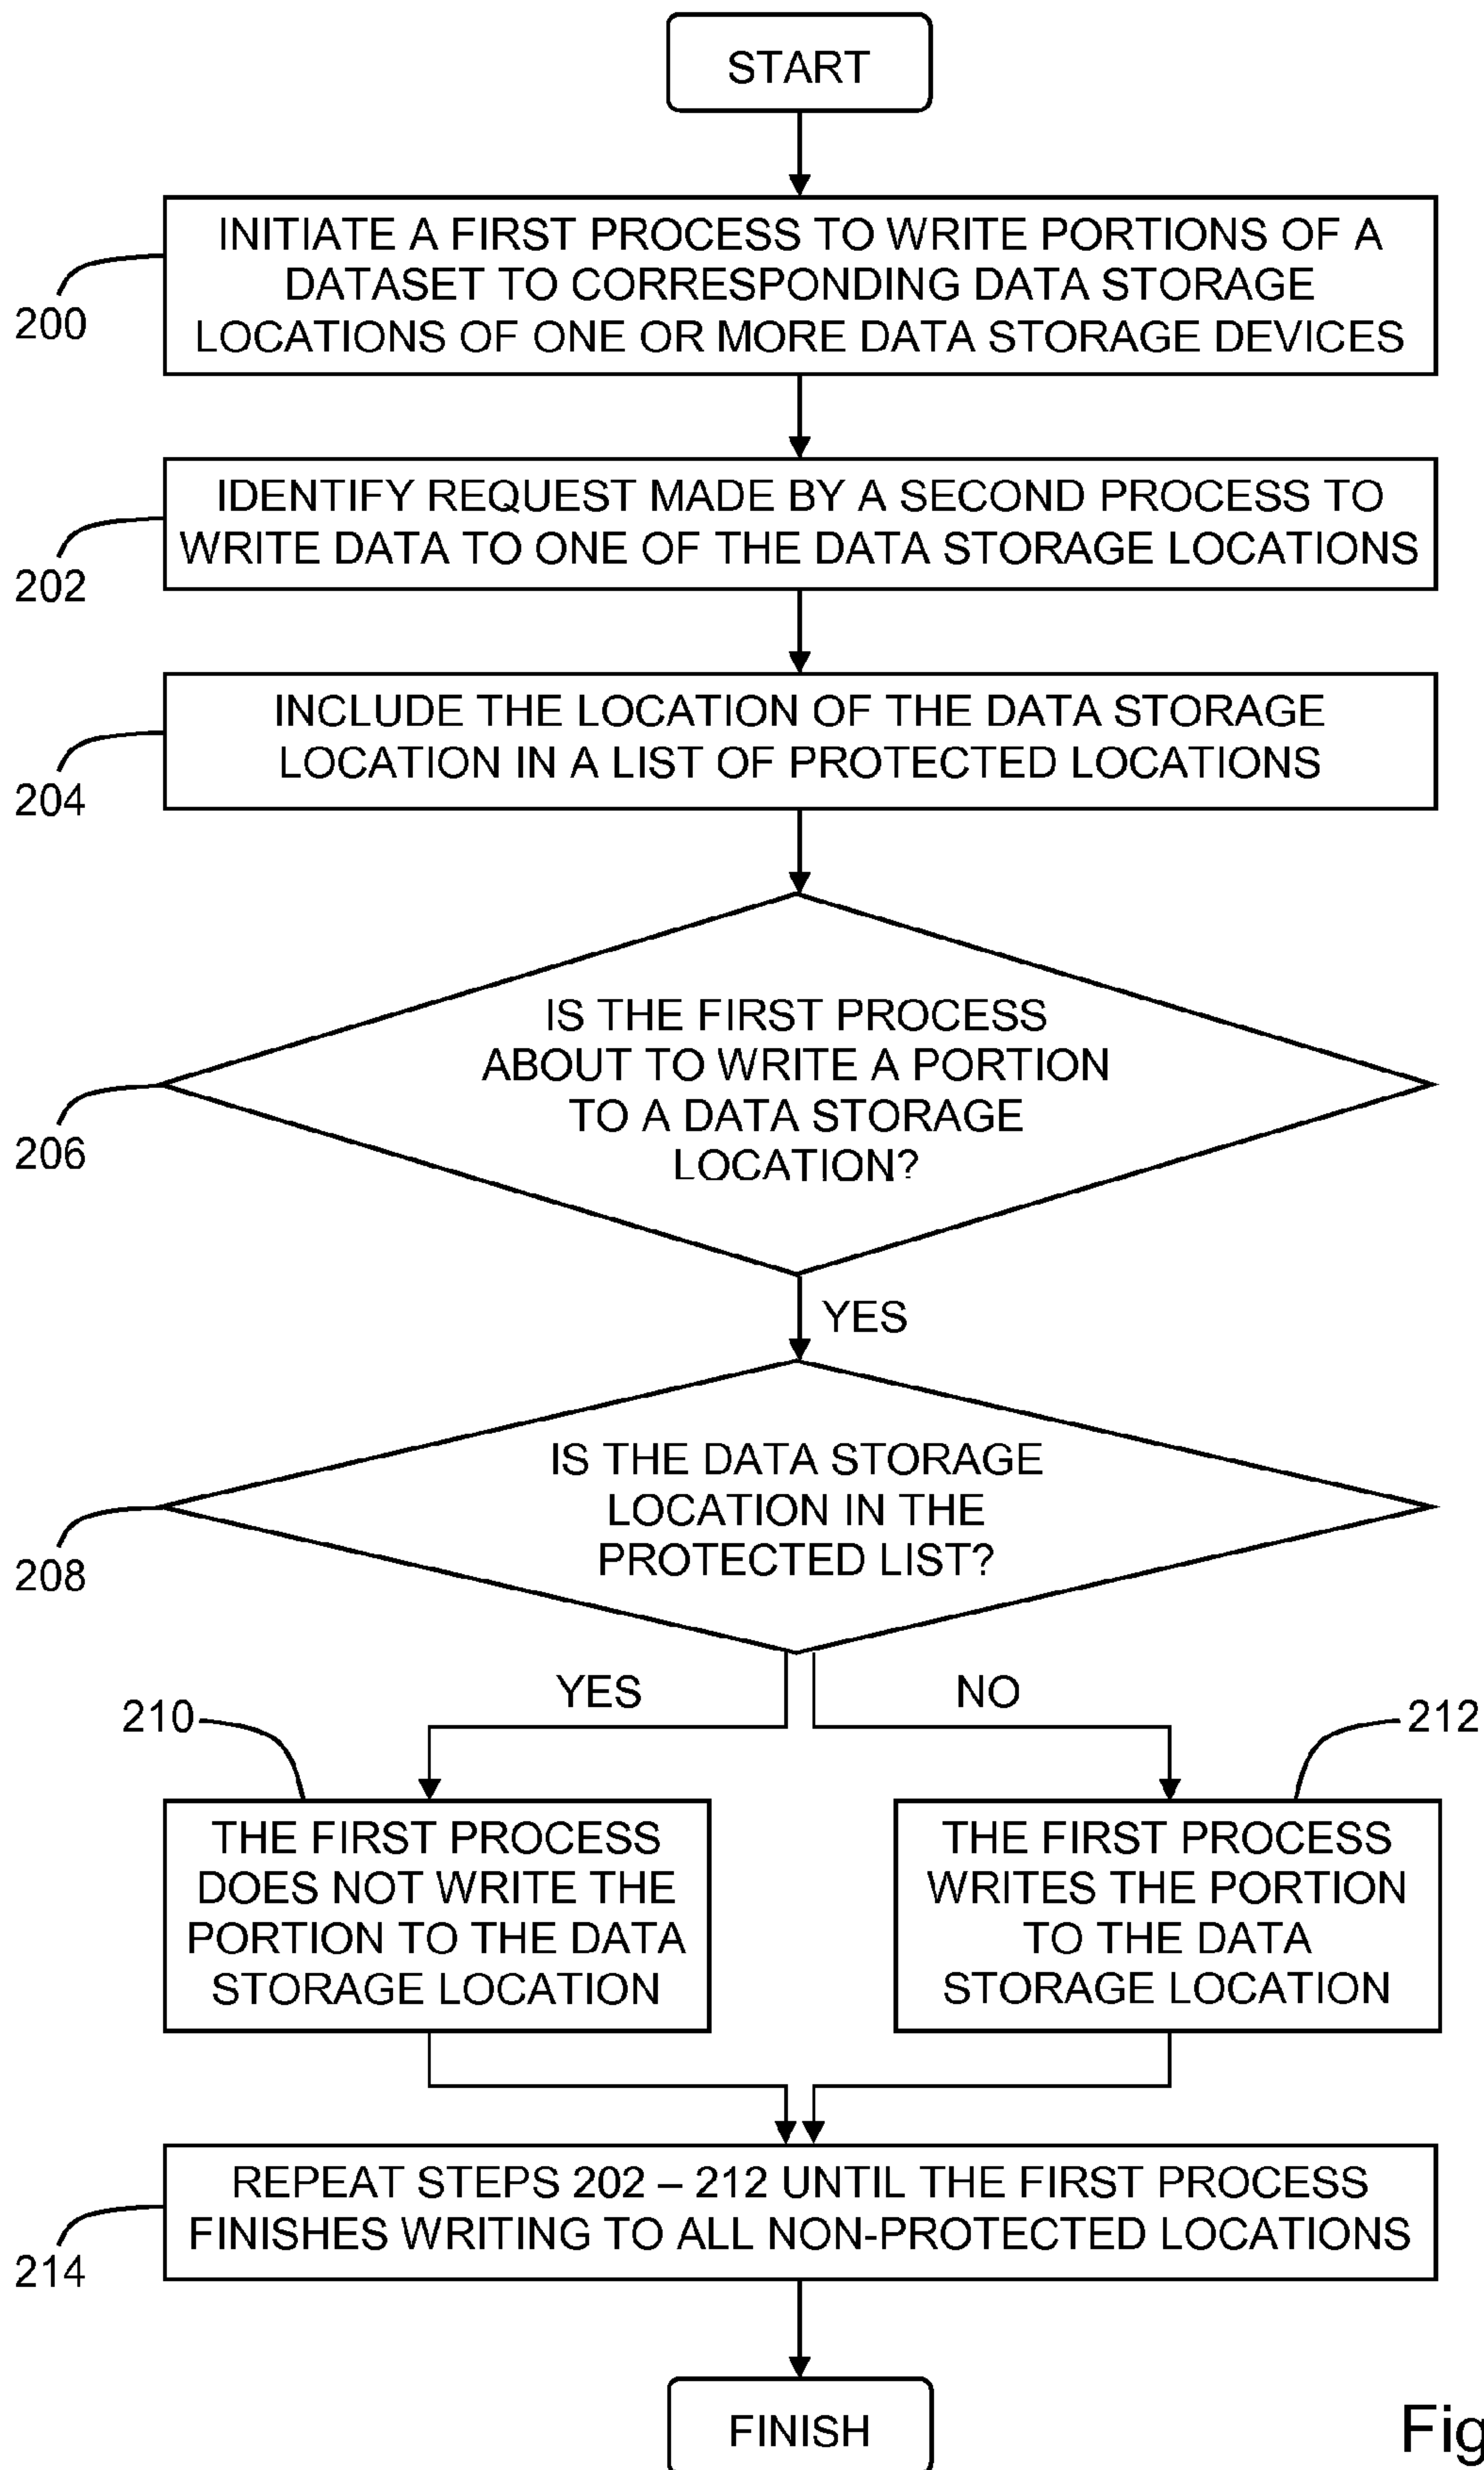 START
INITIATE A FIRST PROCESS TO WRITE PORTIONS OF A
DATASET TO CORRESPONDING DATA STORAGE
LOCATIONS OF ONE OR MORE DATA STORAGE DEVICES
200
IDENTIFY REQUEST MADE BY A SECOND PROCESS TO
WRITE DATA TO ONE OF THE DATA STORAGE LOCATIONS
202
INCLUDE THE LOCATION OF THE DATA STORAGE
LOCATION IN A LIST OF PROTECTED LOCATIONS
204
IS THE FIRST PROCESS
ABOUT TO WRITE A PORTION
TO A DATA STORAGE
LOCATION?
206
YES
IS THE DATA STORAGE
LOCATION IN THE
PROTECTED LIST?
208
YES
NO
210
212
THE FIRST PROCESS
DOES NOT WRITE THE
PORTION TO THE DATA
STORAGE LOCATION
THE FIRST PROCESS
WRITES THE PORTION
TO THE DATA
STORAGE LOCATION
REPEAT STEPS 202 – 212 UNTIL THE FIRST PROCESS
FINISHES WRITING TO ALL NON-PROTECTED LOCATIONS
214
FINISH
Fig